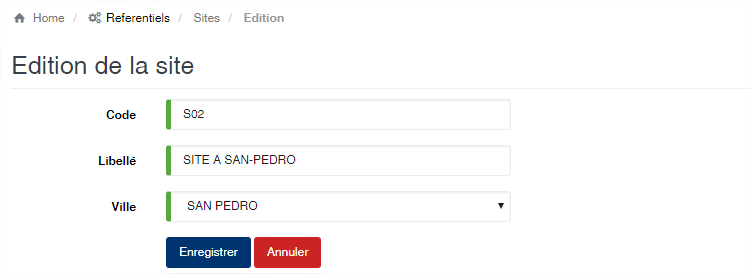 Home / Referentiels / Sites / Edition
Edition de la site
Code S02
Libellé SITE A SAN-PEDRO
Ville SAN PEDRO
Enregistrer Annuler